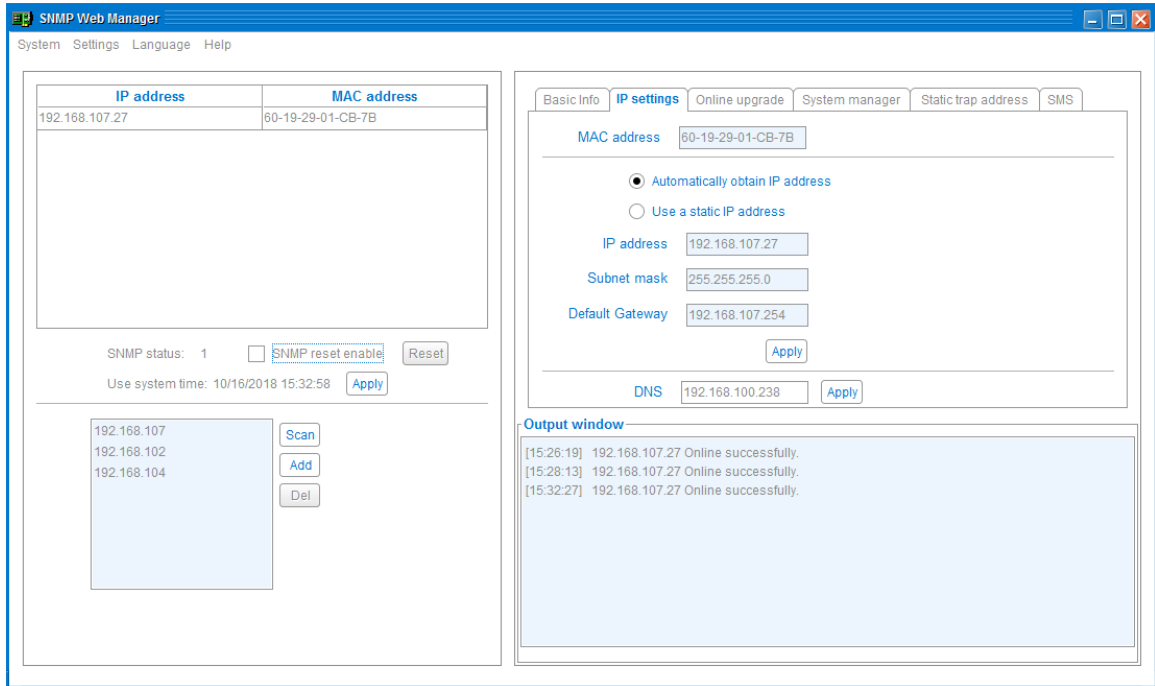 SNMP Web Manager
System Settings Language Help
IP address MAC address
192.168.107.27 60-19-29-01-CB-7B
SNMP status: 1 SNMP reset enable Reset
Use system time: 10/16/2018 15:32:58 Apply
192.168.107
192.168.102
192.168.104
Scan
Add
Del
Basic Info IP settings Online upgrade System manager Static trap address SMS
MAC address 60-19-29-01-CB-7B
Automatically obtain IP address
Use a static IP address
IP address 192.168.107.27
Subnet mask 255.255.255.0
Default Gateway 192.168.107.254
Apply
DNS 192.168.100.238 Apply
Output window
[15:26:19] 192.168.107.27 Online successfully.
[15:28:13] 192.168.107.27 Online successfully.
[15:32:27] 192.168.107.27 Online successfully.